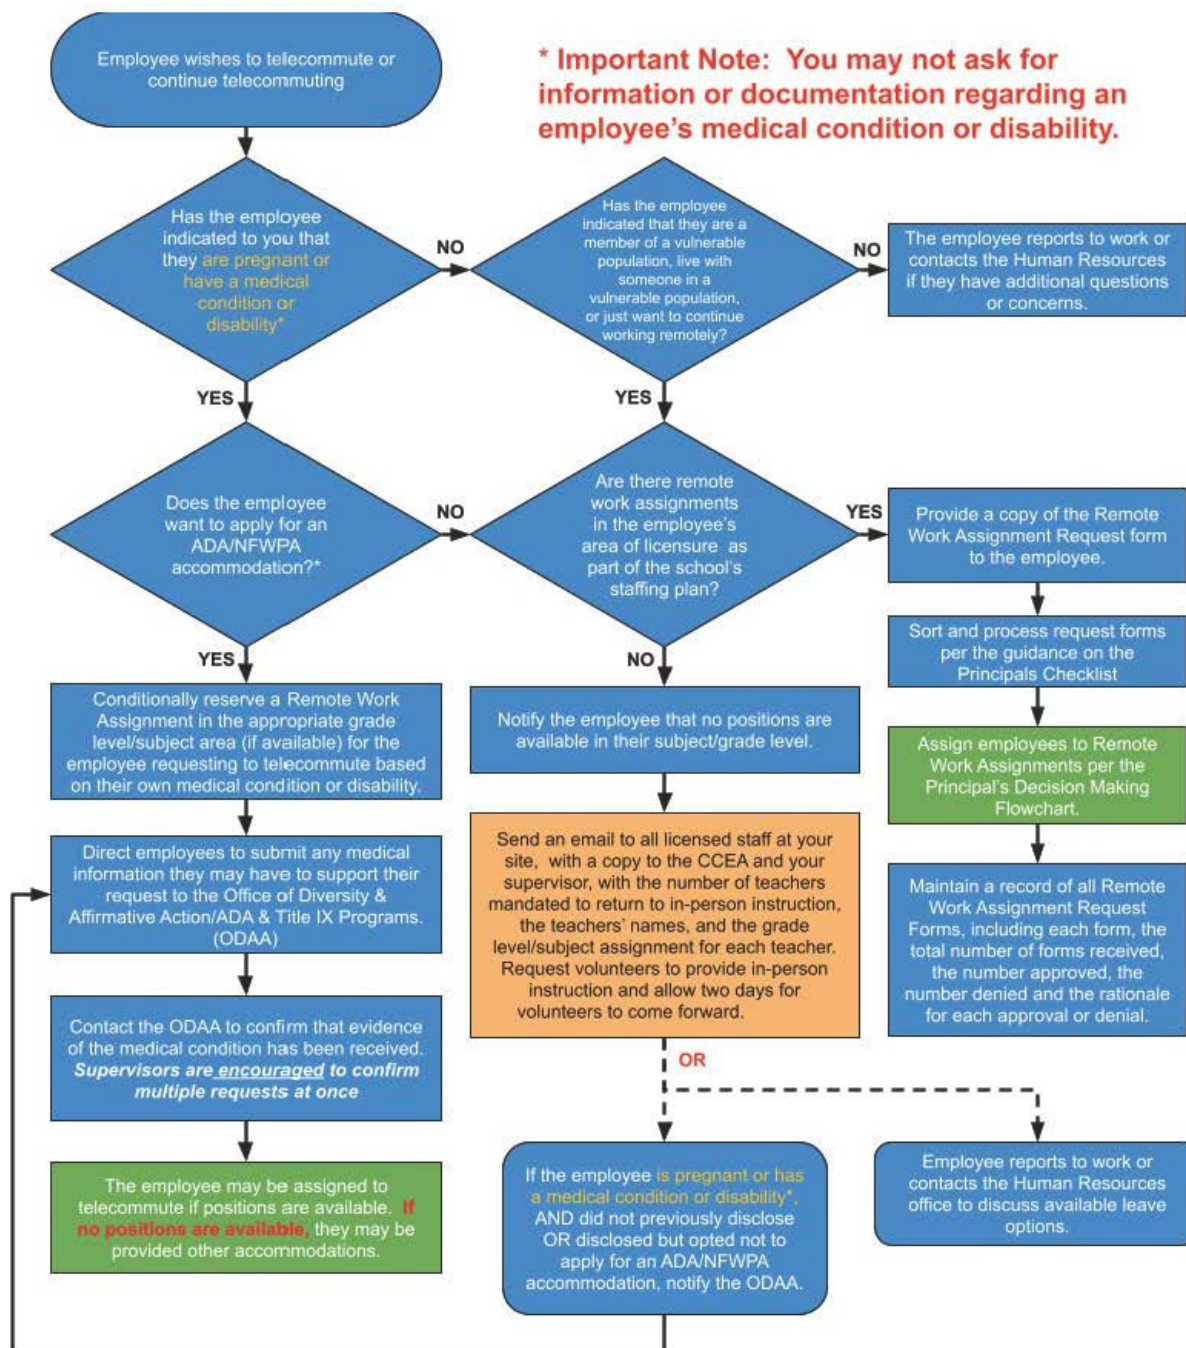 Employee wishes to telecommute or
continue telecommuting
* Important Note: You may not ask for
information or documentation regarding an
employee's medical condition or disability.
Has the employee
indicated to you that
they are pregnant or
have a medical
condition or
disability*
NO
Has the employee
indicated that they are a
member of a vulnerable
population, live with
someone in a
vulnerable population,
or just want to continue
working remotely?
NO
The employee reports to work or
contacts the Human Resources
if they have additional questions
or concerns.
YES
YES
Does the employee
want to apply for an
ADA/NFWPA
accommodation?*
NO
Are there remote
work assignments
in the employee's
area of licensure as
part of the school's
staffing plan?
YES
Provide a copy of the Remote
Work Assignment Request form
to the employee.
Sort and process request forms
per the guidance on the
Principals Checklist
Assign employees to Remote
Work Assignments per the
Principal's Decision Making
Flowchart.
Maintain a record of all Remote
Work Assignment Request
Forms, including each form, the
total number of forms received,
the number approved, the
number denied and the rationale
for each approval or denial.
YES
NO
Conditionally reserve a Remote Work
Assignment in the appropriate grade
level/subject area (if available) for the
employee requesting to telecommute based
on their own medical condition or disability.
Direct employees to submit any medical
information they may have to support their
request to the Office of Diversity &
Affirmative Action/ADA & Title IX Programs.
(ODAA)
Contact the ODAA to confirm that evidence
of the medical condition has been received.
Supervisors are encouraged to confirm
multiple requests at once
The employee may be assigned to
telecommute if positions are available. If
no positions are available, they may be
provided other accommodations.
Notify the employee that no positions are
available in their subject/grade level.
Send an email to all licensed staff at your
site, with a copy to the CCEA and your
supervisor, with the number of teachers
mandated to return to in-person instruction,
the teachers' names, and the grade
level/subject assignment for each teacher.
Request volunteers to provide in-person
instruction and allow two days for
volunteers to come forward.
OR
If the employee is pregnant or has
a medical condition or disability*,
AND did not previously disclose
OR disclosed but opted not to
apply for an ADA/NFWPA
accommodation, notify the ODAA.
Employee reports to work or
contacts the Human Resources
office to discuss available leave
options.